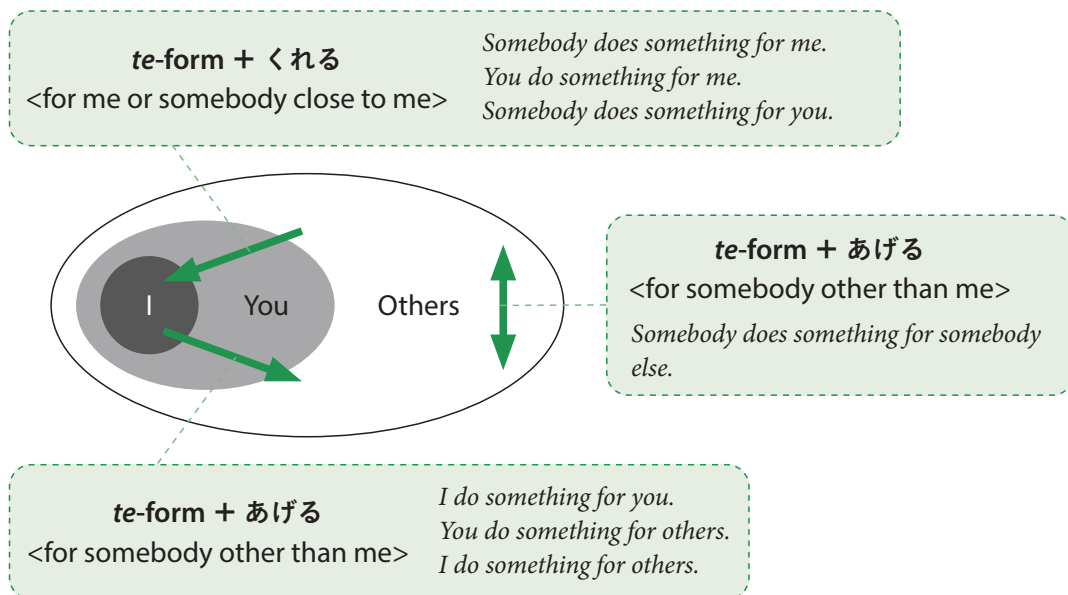 te-form + くれる
<for me or somebody close to me>
Somebody does something for me.
You do something for me.
Somebody does something for you.
I
You
Others
te-form + あげる
<for somebody other than me>
Somebody does something for somebody
else.
te-form + あげる
<for somebody other than me>
I do something for you.
You do something for others.
I do something for others.